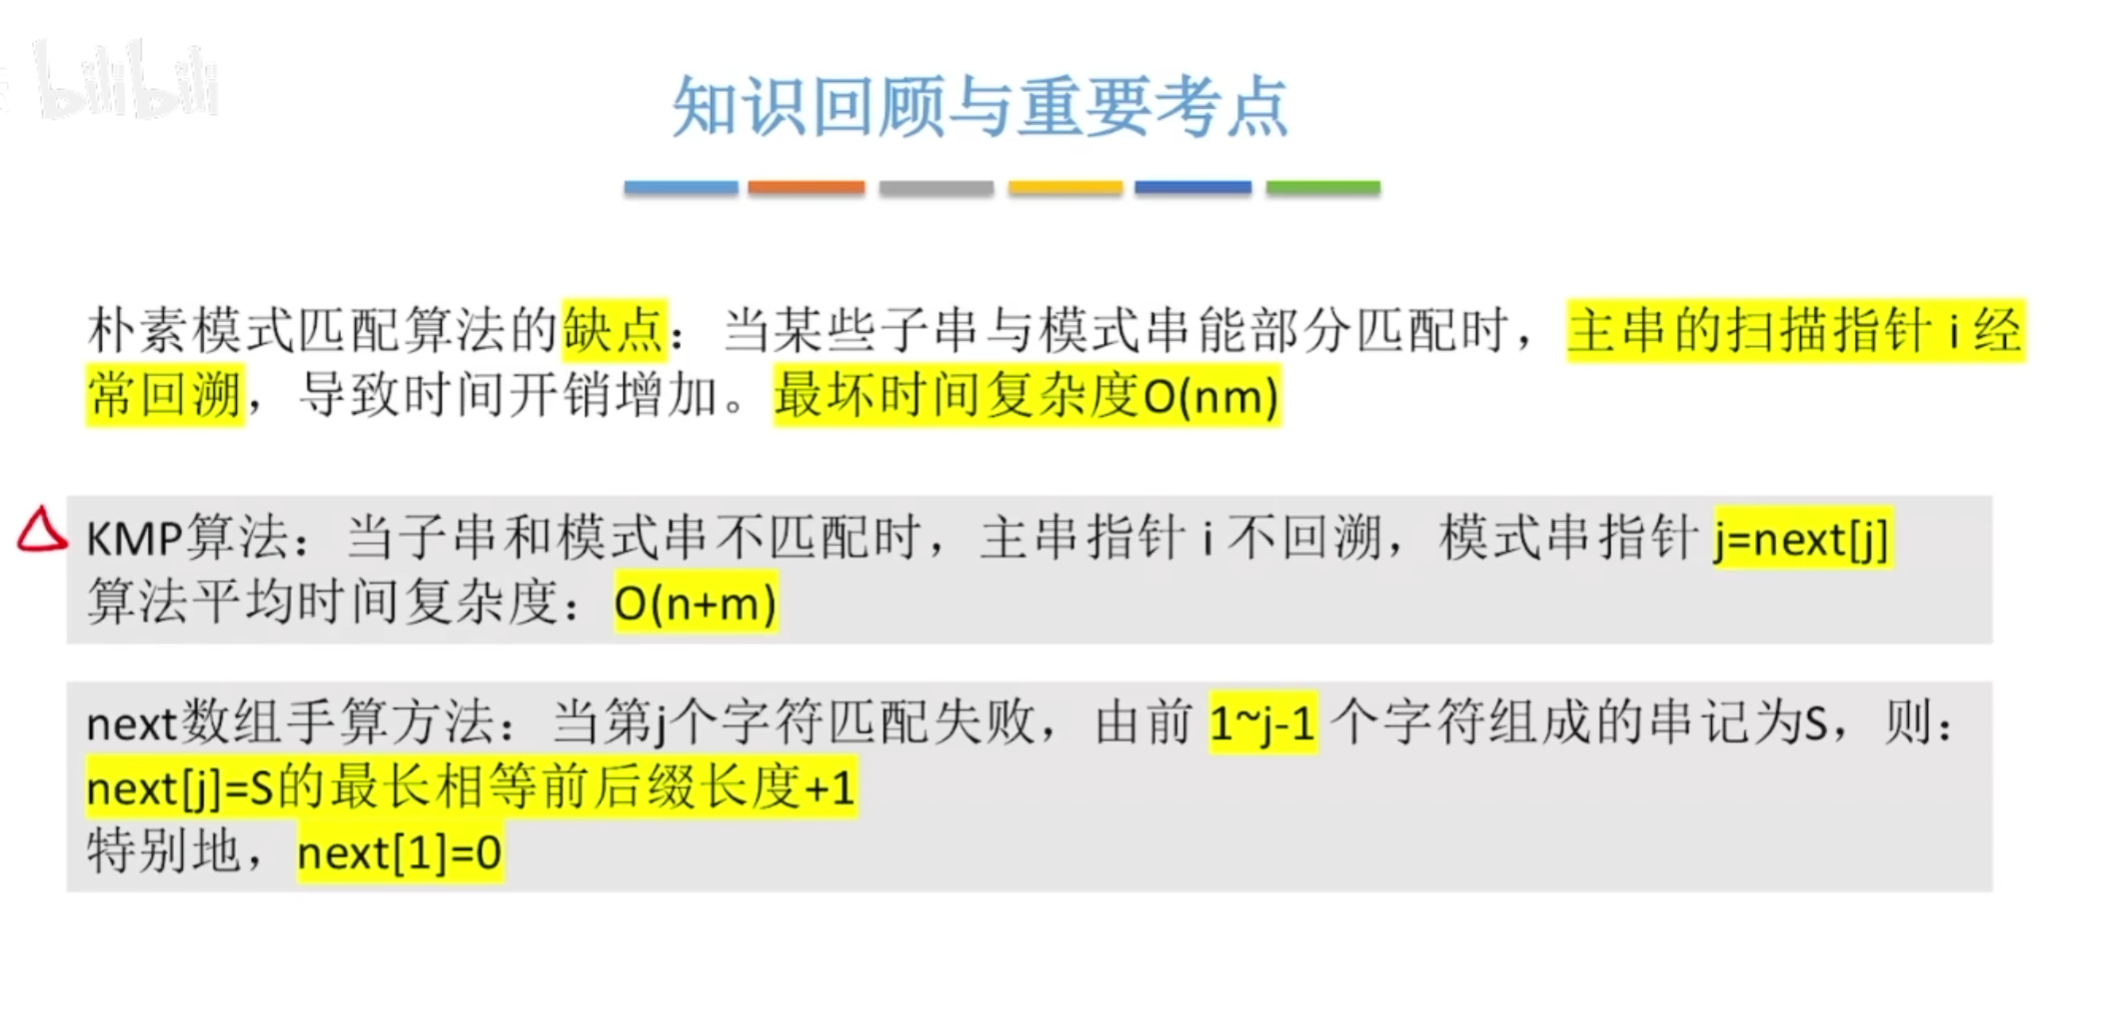 bilibili
知识回顾与重要考点
朴素模式匹配算法的缺点：当某些子串与模式串能部分匹配时，主串的扫描指针 i 经
常回溯，导致时间开销增加。最坏时间复杂度O(nm)
KMP算法：当子串和模式串不匹配时，主串指针 i 不回溯，模式串指针 j=next[j]
算法平均时间复杂度：O(n+m)
next数组手算方法：当第j个字符匹配失败，由前 1~j-1 个字符组成的串记为S，则：
next[j]=S的最长相等前后缀长度+1
特别地，next[1]=0